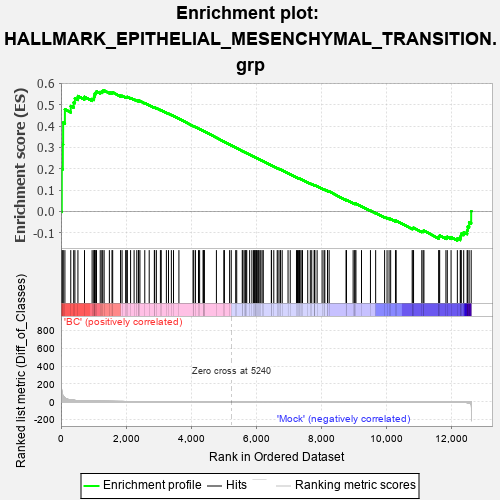 Enrichment plot:
HALLMARK_EPITHELIAL_MESENCHYMAL_TRANSITION.
grp
Enrichment score (ES)
0.6
0.5
0.4
0.3
0.2
0.1
0.0
-0.1
'BC' (positively correlated)
Ranked list metric (Diff_of_Classes)
800
600
400
200
0
-200
Zero cross at 5240
'Mock' (negatively correlated)
0
2,000
4,000
6,000
8,000
10,000
12,000
Rank in Ordered Dataset
Enrichment profile
Hits
Ranking metric scores